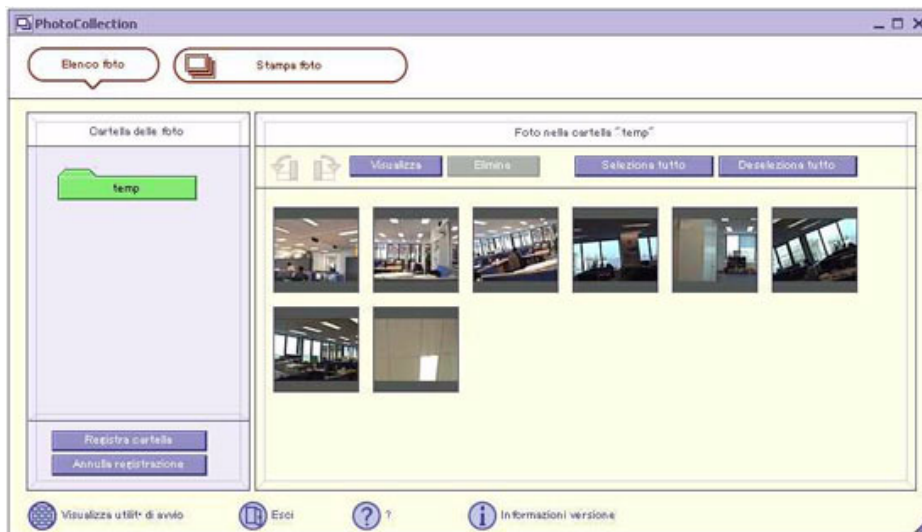 PhotoCollection
Elenco foto
Stampa foto
Cartella delle foto
Foto nella cartella "temp"
Visualizza
Elimina
Seleziona tutto
Deseleziona tutto
temp
Registra cartella
Annulla registrazione
Visualizza utilit• di avvio
Esci
? ?
i Informazioni versione